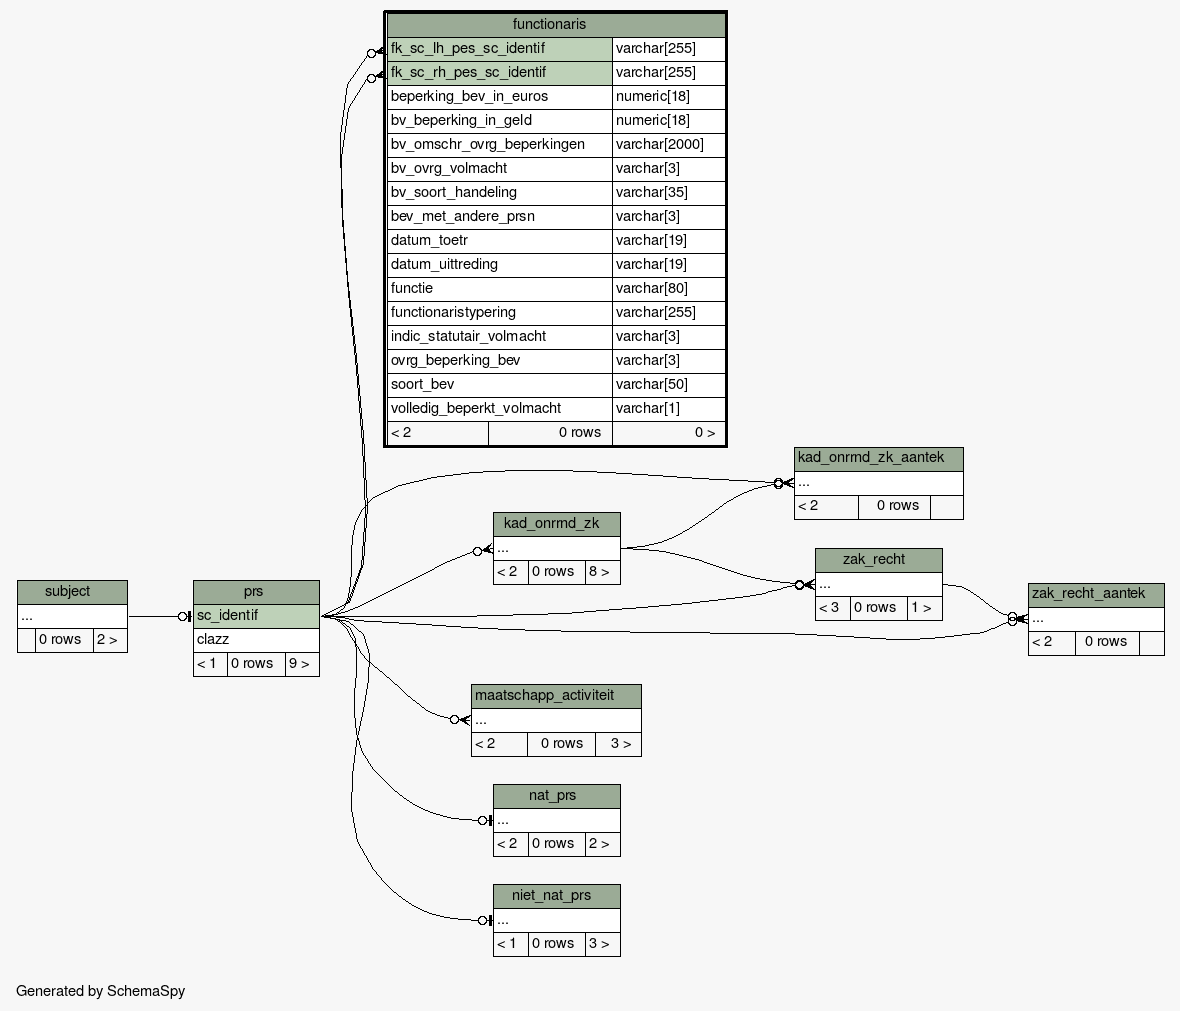 functionaris
fk_sc_lh_pes_sc_identif varchar[255]
fk_sc_rh_pes_sc_identif varchar[255]
beperking_bev_in_euros numeric[18]
bv_beperking_in_geld numeric[18]
bv_omschr_ovrg_beperkingen varchar[2000]
bv_ovrg_volmacht varchar[3]
bv_soort_handeling varchar[35]
bev_met_andere_prsn varchar[3]
datum_toetr varchar[19]
datum_uittreding varchar[19]
functie varchar[80]
functionaristypering varchar[255]
indic_statutair_volmacht varchar[3]
ovrg_beperking_bev varchar[3]
soort_bev varchar[50]
volledig_beperkt_volmacht varchar[1]
< 2 0 rows 0 >
kad_onrrnd_zk_aantek
...
< 2 0 rows
kad_onrrnd_zk
...
< 2 0 rows 8 >
zak_recht
...
< 3 0 rows 1 >
subject
...
0 rows 2 >
prs
sc_identif
clazz
< 1 0 rows 9 >
zak_recht_aantek
...
< 2 0 rows
maatschapp_activiteit
...
< 2 0 rows 3 >
nat_prs
...
< 2 0 rows 2 >
niet_nat_prs
...
< 1 0 rows 3 >
Generated by SchemaSpy